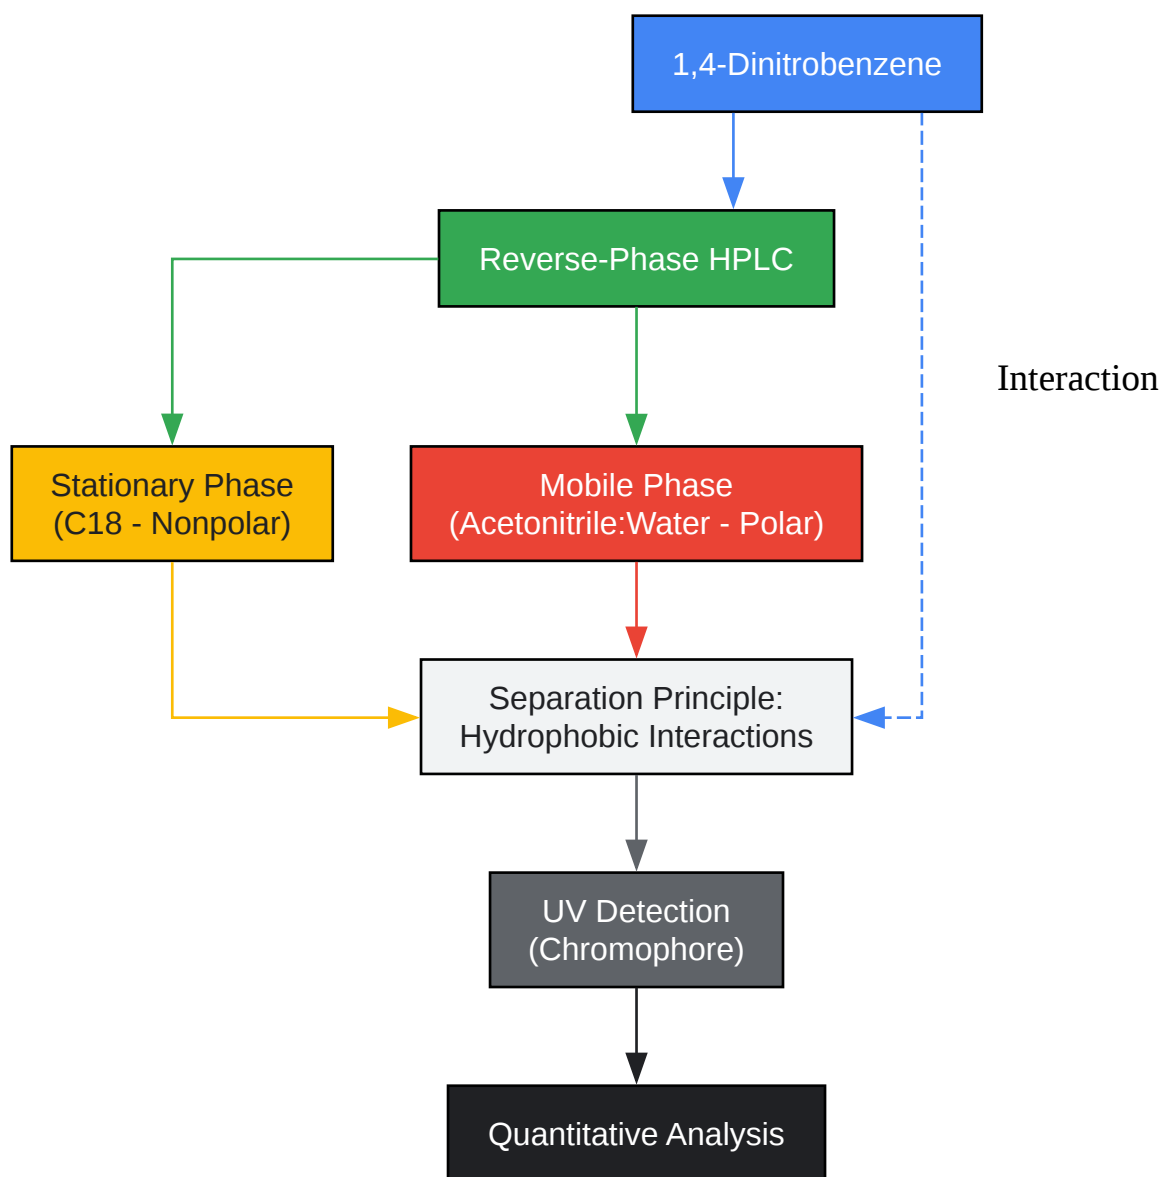 1,4-Dinitrobenzene
Reverse-Phase HPLC
Interaction
Stationary Phase
(C18 - Nonpolar)
Mobile Phase
(Acetonitrile:Water - Polar)
Separation Principle:
Hydrophobic Interactions
UV Detection
(Chromophore)
Quantitative Analysis